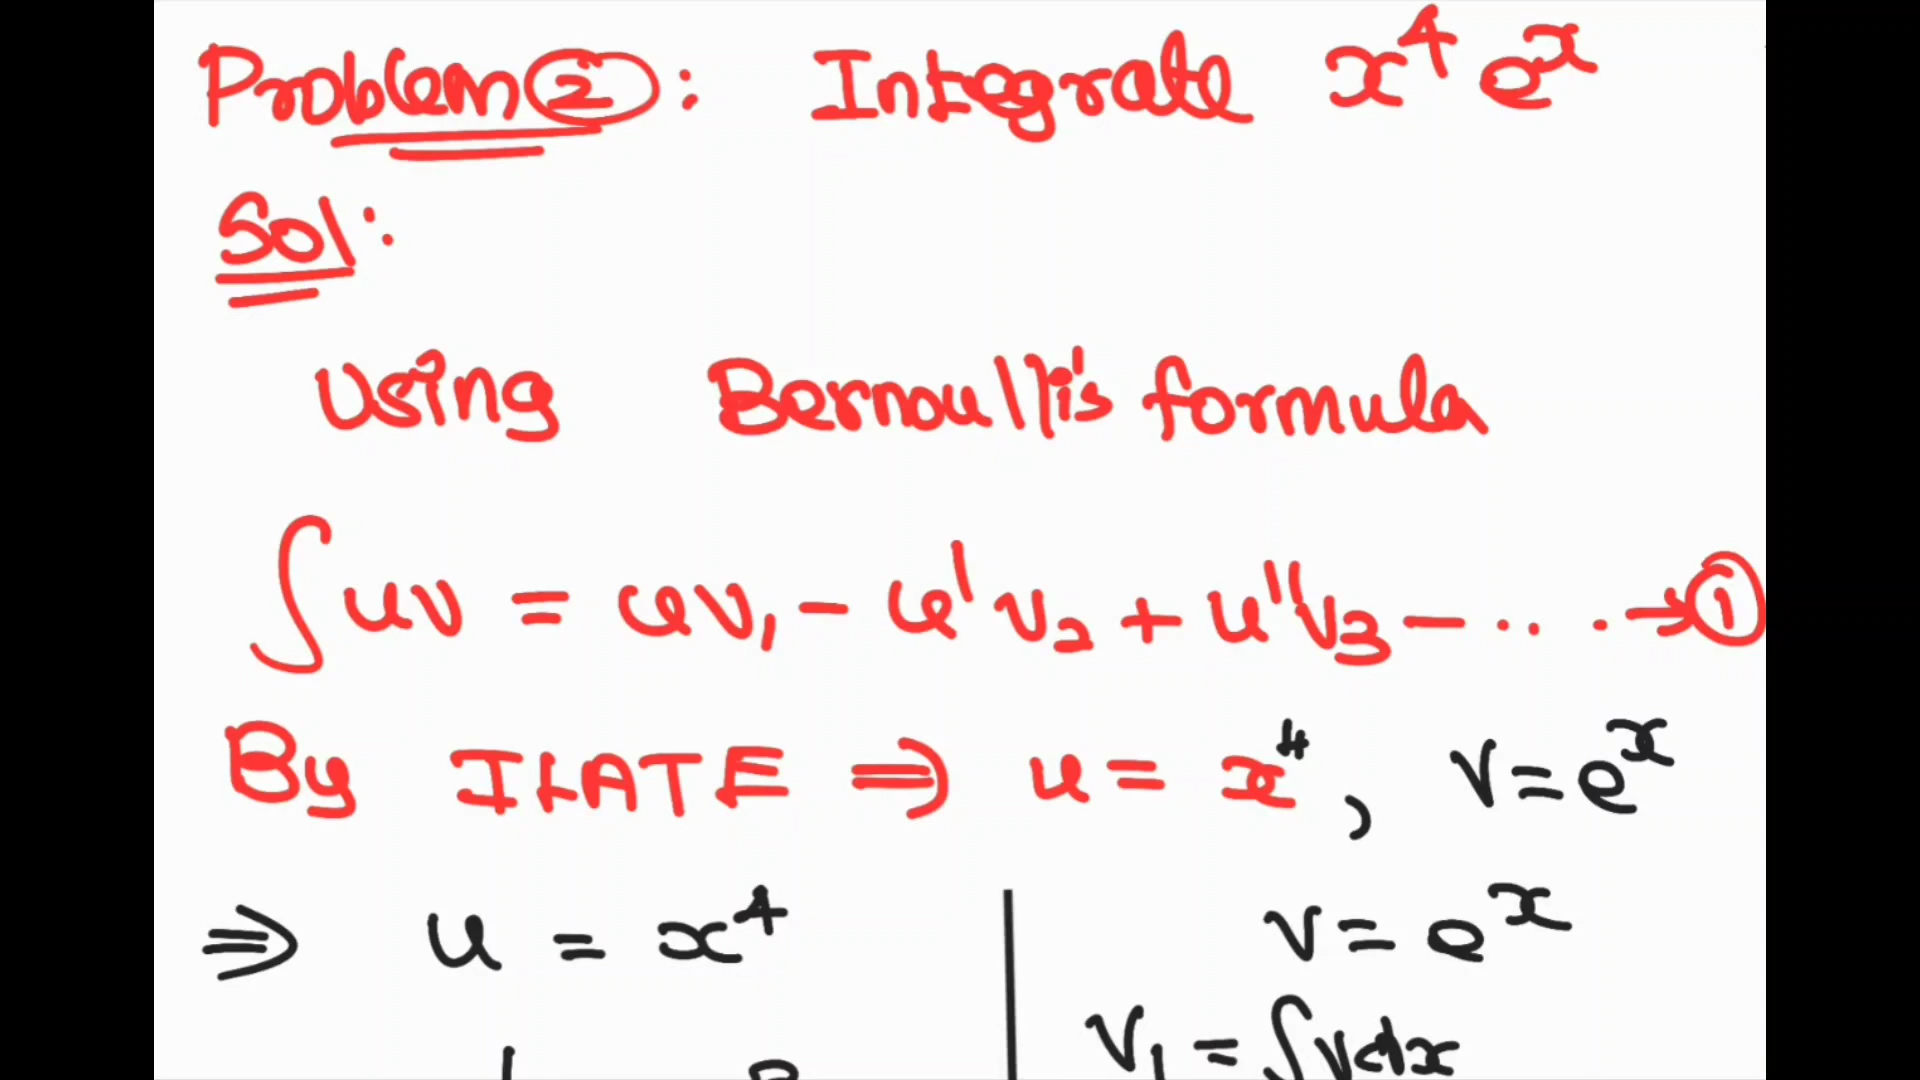 Problem ②: Integrate x⁴ eˣ
Sol:
Using Bernoulli's formula
∫uv = uv₁ - u'v₂ + u''v₃ - .... → ①
By ILATE ⇒ u = x⁴, v = eˣ
⇒ u = x⁴ | v = eˣ
v₁ = ∫vdx